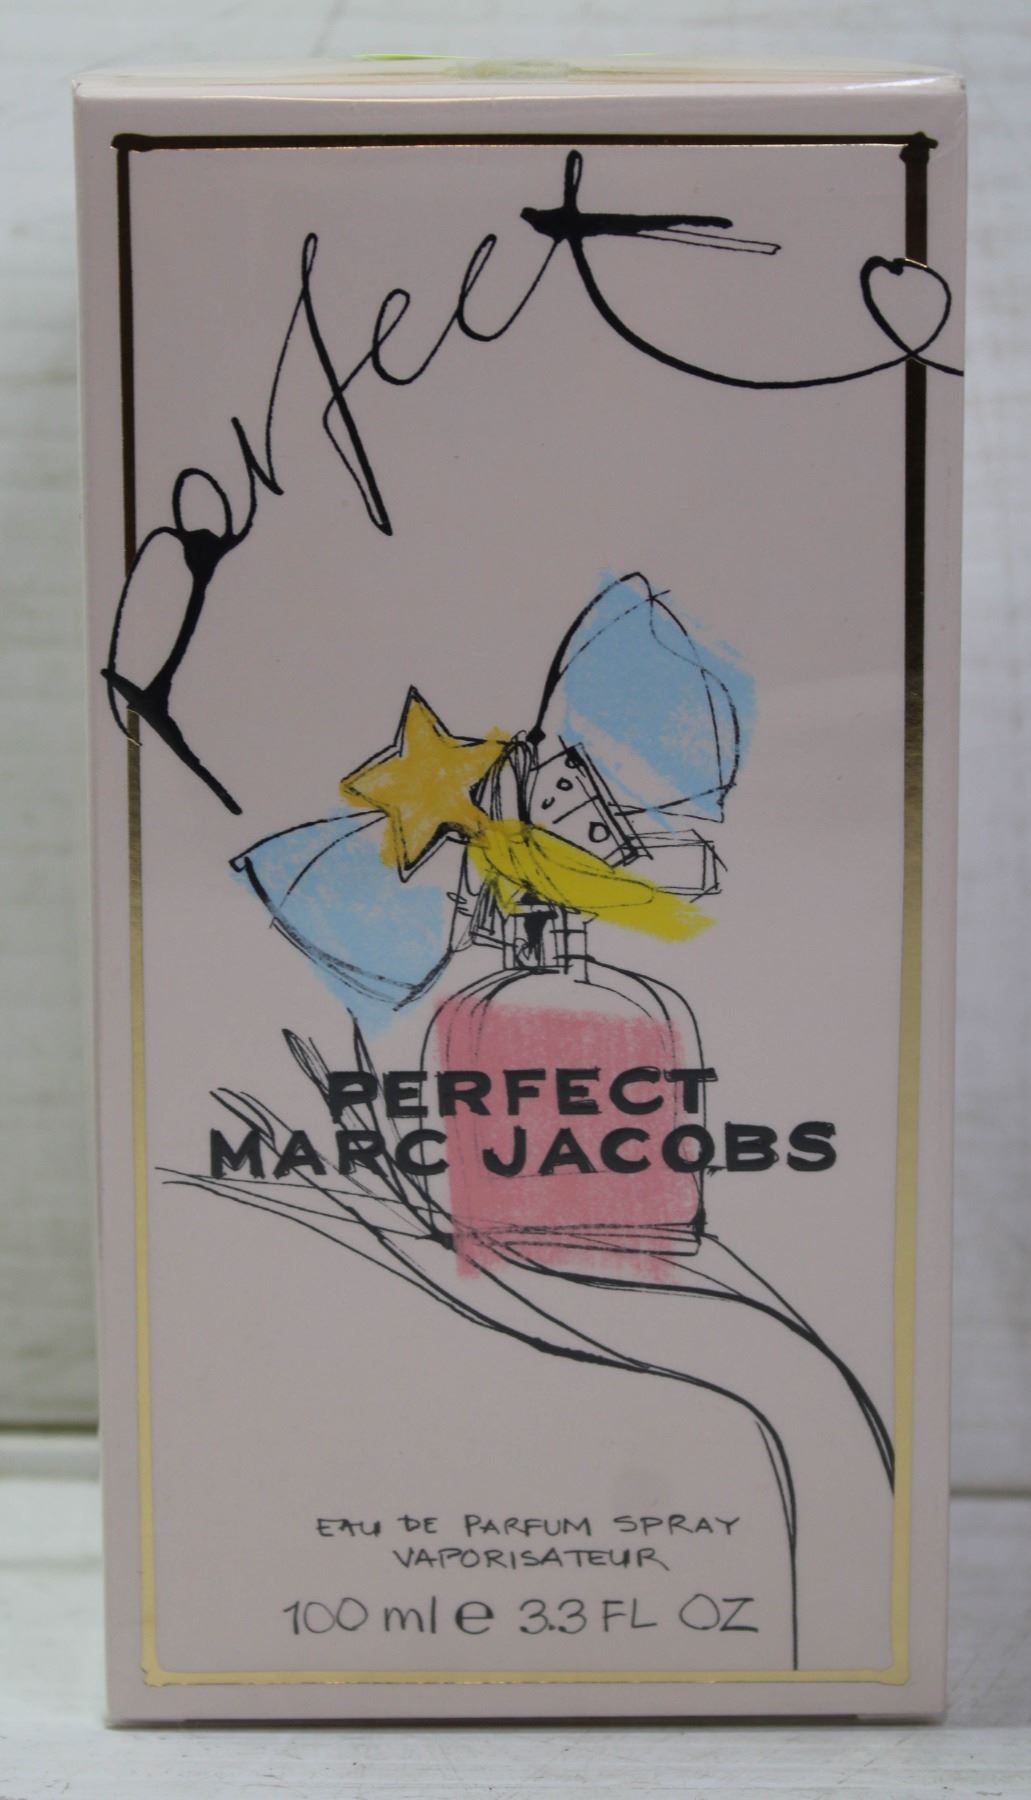 Perfect
PERFECT
MARC JACOBS
EAU DE PARFUM SPRAY
VAPORISATEUR
100 ml e 3.3 FL OZ